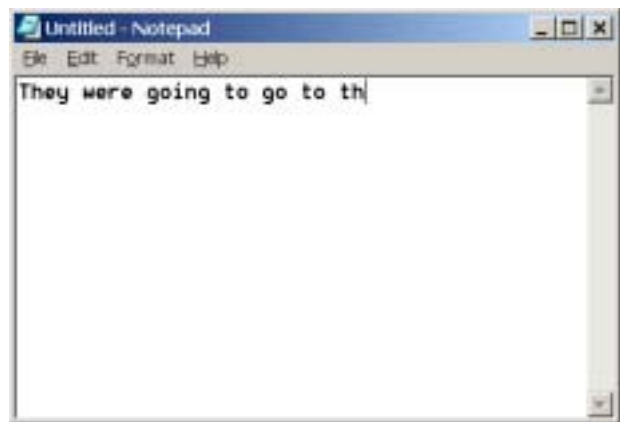 Untitled - Notepad
File Edit Format Help
They were going to go to th